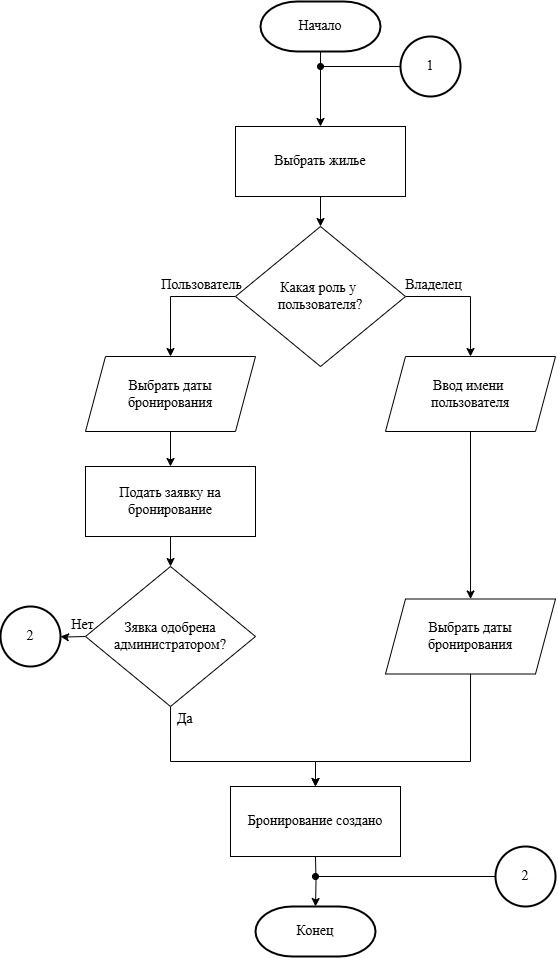 Начало
1
Выбрать жилье
Какая роль у
пользователя?
Пользователь
Владелец
Выбрать даты
бронирования
Ввод имени
пользователя
Подать заявку на
бронирование
Зявка одобрена
администратором?
Нет
2
Да
Выбрать даты
бронирования
Бронирование создано
2
Конец